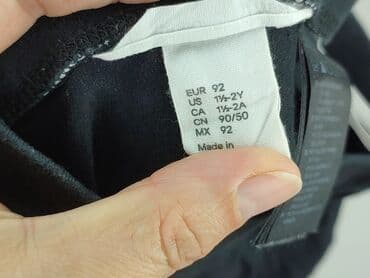 EUR 92
US 1½-2Y
CA 1½-2A
CN 90/50
MX 92
Made in